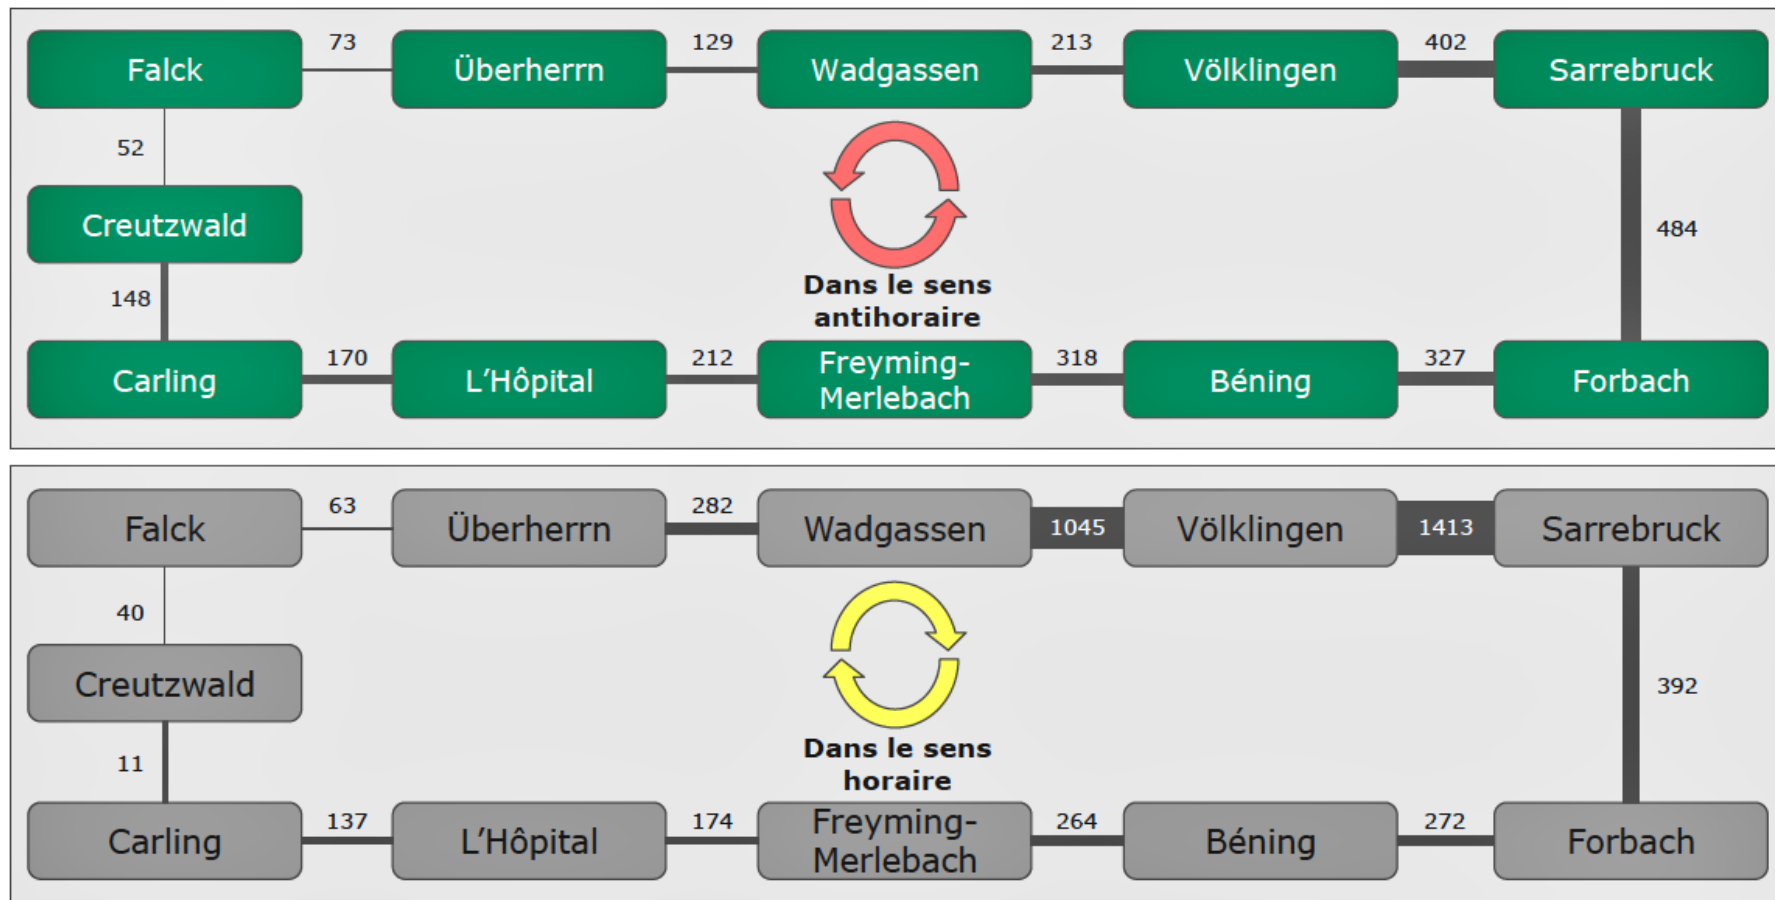 73
129
213
402
Falck
Überherrn
Wadgassen
Völklingen
Sarrebruck
52
Creutzwald
484
148
Dans le sens
antihoraire
170
212
318
327
Carling
L'Hôpital
Freyming-
Merlebach
Béning
Forbach
63
282
1045
1413
Falck
Überherrn
Wadgassen
Völklingen
Sarrebruck
40
Creutzwald
392
11
Dans le sens
horaire
137
174
264
272
Carling
L'Hôpital
Freyming-
Merlebach
Béning
Forbach